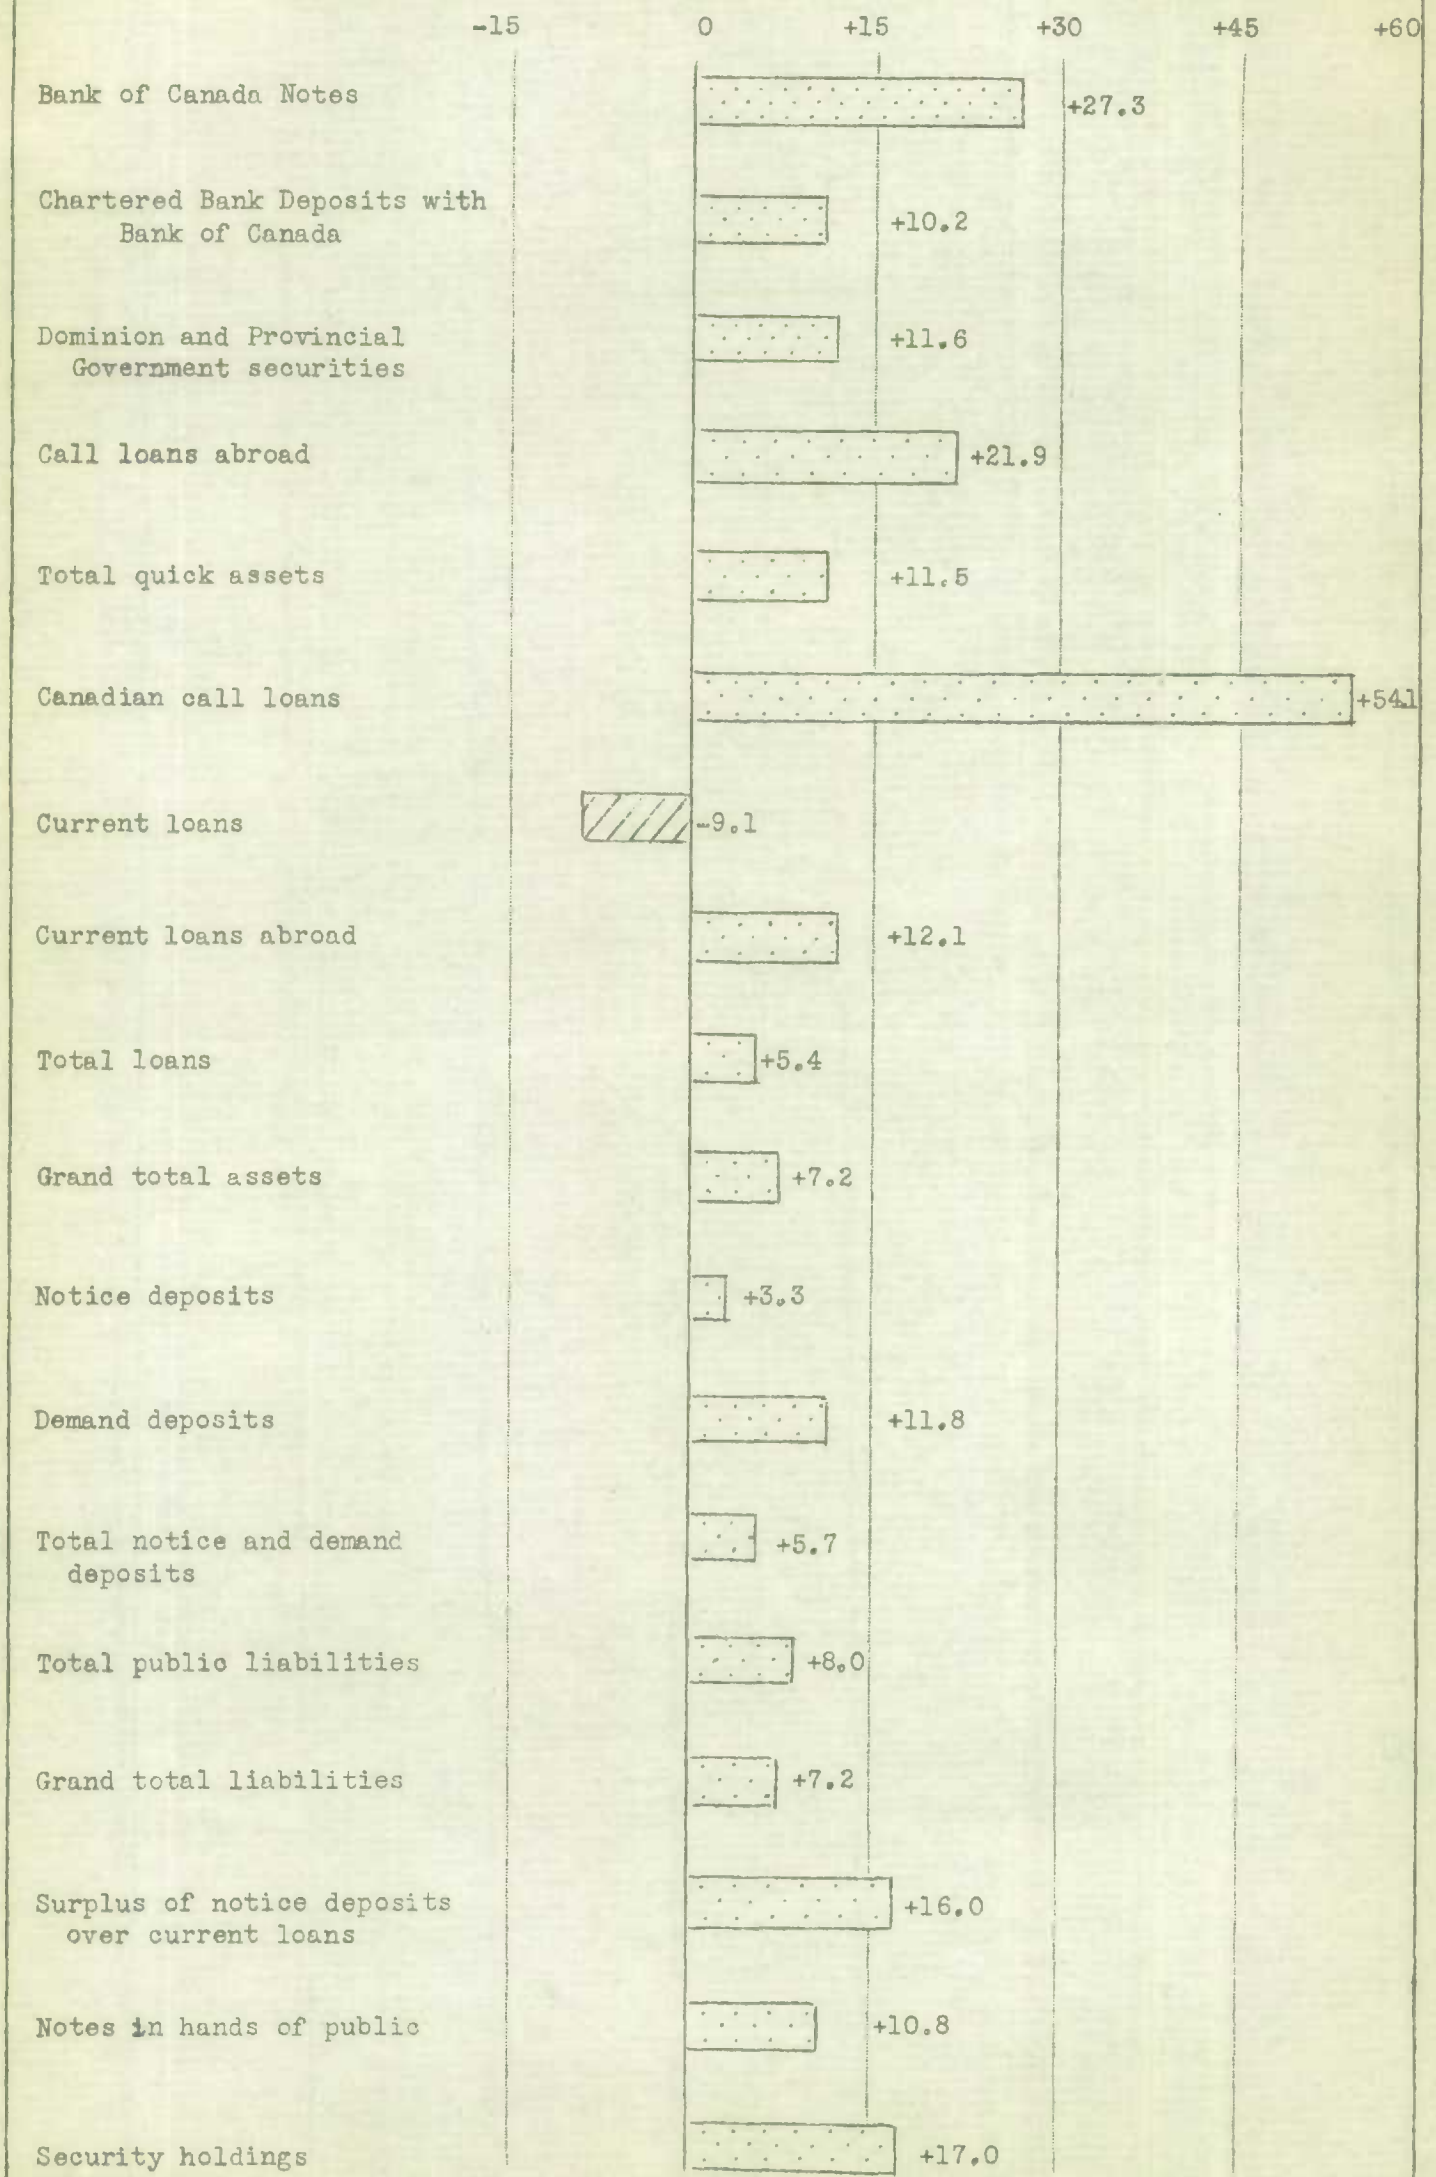 -15 0 +15 +30 +45 +60
Bank of Canada Notes +27.3
Chartered Bank Deposits with
Bank of Canada +10.2
Dominion and Provincial +11.6
Government securities
Call loans abroad +21.9
Total quick assets +11.5
Canadian call loans +54.1
Current loans -9.1
Current loans abroad +12.1
Total loans +5.4
Grand total assets +7.2
Notice deposits +3.3
Demand deposits +11.8
Total notice and demand +5.7
deposits
Total public liabilities +8.0
Grand total liabilities +7.2
Surplus of notice deposits +16.0
over current loans
Notes in hands of public +10.8
Security holdings +17.0